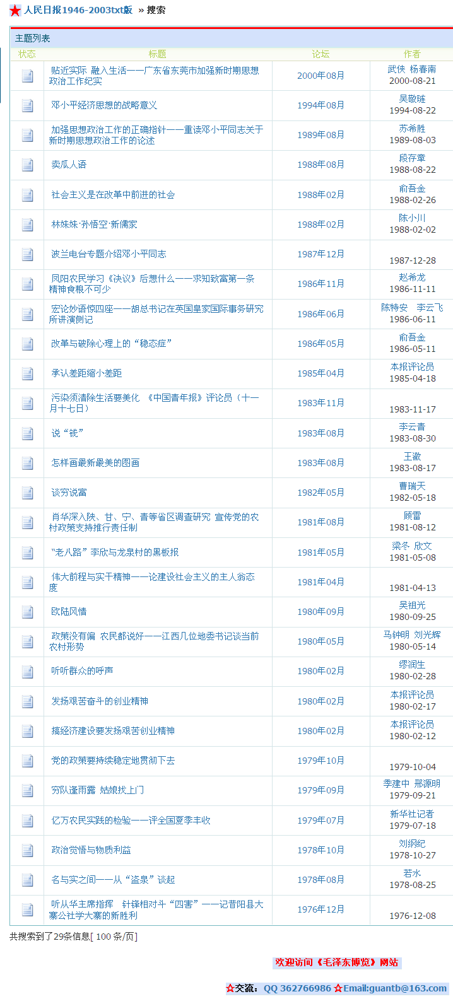 人民日报1946-2003txt版 » 搜索
主题列表
状态 标题 论坛 作者
贴近实际 融入生活——广东省东莞市加强新时期思想
政治工作纪实
2000年08月
武侠 杨春南
2000-08-21
邓小平经济思想的战略意义
1994年08月
吴敬琏
1994-08-22
加强思想政治工作的正确指针——重读邓小平同志关于
新时期思想政治工作的论述
1989年08月
苏希胜
1989-08-03
卖瓜人语
1988年08月
段存章
1988-08-22
社会主义是在改革中前进的社会
1988年02月
俞吾金
1988-02-26
林妹妹·孙悟空·新儒家
1988年02月
陈小川
1988-02-02
波兰电台专题介绍邓小平同志
1987年12月
1987-12-28
凤阳农民学习《决议》后想什么——求知致富第一条
精神食粮不可少
1986年11月
赵希龙
1986-11-11
宏论妙语惊四座——胡总书记在英国皇家国际事务研究
所讲演侧记
1986年06月
陈特安 李云飞
1986-06-11
改革与破除心理上的“稳态症”
1986年05月
俞吾金
1986-05-11
承认差距缩小差距
1985年04月
本报评论员
1985-04-18
污染须清除生活要美化 《中国青年报》评论员（十一
月十七日）
1983年11月
1983-11-17
说“钱”
1983年08月
李云青
1983-08-30
怎样画最新最美的图画
1983年08月
王澈
1983-08-17
谈穷说富
1982年05月
曹瑞天
1982-05-18
肖华深入陕、甘、宁、青等省区调查研究 宣传党的农
村政策支持推行责任制
1981年08月
顾雷
1981-08-12
“老八路”李欣与龙泉村的黑板报
1981年05月
梁冬 欣文
1981-05-08
伟大前程与实干精神——论建设社会主义的主人翁态
度
1981年04月
1981-04-13
欧陆风情
1980年09月
吴祖光
1980-09-25
政策没有偏 农民都说好——江西几位地委书记谈当前
农村形势
1980年05月
马钟明 刘光辉
1980-05-14
听听群众的呼声
1980年02月
缪润生
1980-02-28
发扬艰苦奋斗的创业精神
1980年02月
本报评论员
1980-02-17
搞经济建设要发扬艰苦创业精神
1980年02月
本报评论员
1980-02-12
党的政策要持续稳定地贯彻下去
1979年10月
1979-10-04
穷队逢雨露 姑娘找上门
1979年09月
季建中 邢源明
1979-09-21
亿万农民实践的检验——评全国夏季丰收
1979年07月
新华社记者
1979-07-18
政治觉悟与物质利益
1978年10月
刘纲纪
1978-10-27
名与实之间——从“盗泉”谈起
1978年08月
若水
1978-08-25
听从华主席指挥 针锋相对斗“四害”——记昔阳县大
寨公社学大寨的新胜利
1976年12月
1976-12-08
共搜索到了29条信息[ 100 条/页]
欢迎访问《毛泽东博览》网站
☆交流：QQ 362766986 ☆Email:guantb@163.com